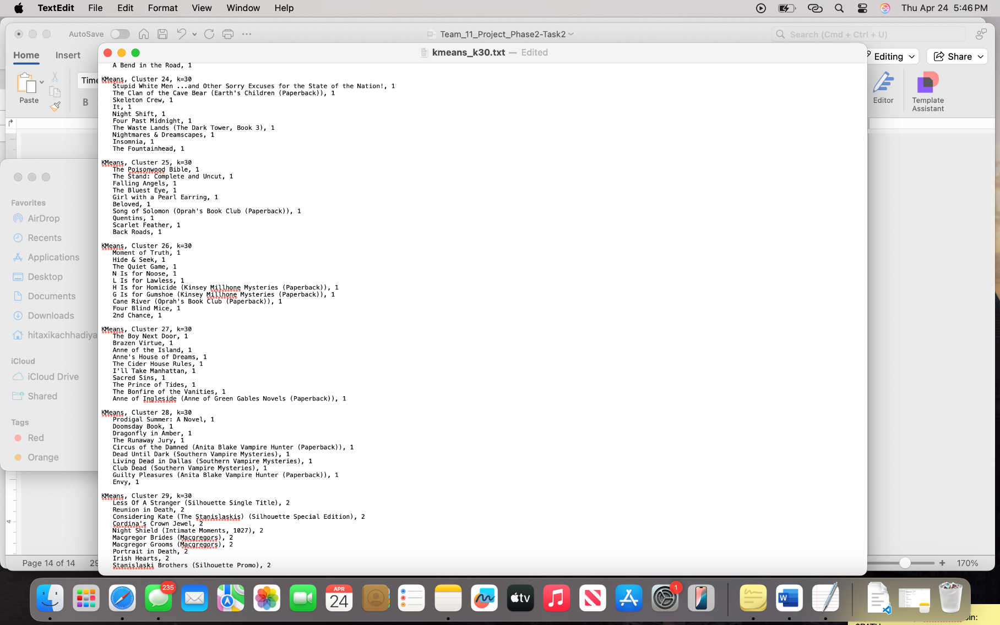 TextEdit File Edit Format View Window Help Thu Apr 24 5:46 PM
AutoSave Team_11_Project_Phase2-Task2 Search (Cmd + Ctrl + U)
Home Insert Editing Share
Paste B Editor Template Assistant
kmeans_k30.txt — Edited
A Bend in the Road, 1
KMeans, Cluster 24, k=30
Stupid White Men ...and Other Sorry Excuses for the State of the Nation!, 1
The Clan of the Cave Bear (Earth's Children (Paperback)), 1
Skeleton Crew, 1
It, 1
Night Shift, 1
Four Past Midnight, 1
The Waste Lands (The Dark Tower, Book 3), 1
Nightmares & Dreamscapes, 1
Insomnia, 1
The Fountainhead, 1
KMeans, Cluster 25, k=30
The Poisonwood Bible, 1
The Stand: Complete and Uncut, 1
Falling Angels, 1
The Bluest Eye, 1
Girl with a Pearl Earring, 1
Beloved, 1
Song of Solomon (Oprah's Book Club (Paperback)), 1
Quentins, 1
Scarlet Feather, 1
Back Roads, 1
KMeans, Cluster 26, k=30
Moment of Truth, 1
Hide & Seek, 1
The Quiet Game, 1
N Is for Noose, 1
L Is for Lawless, 1
H Is for Homicide (Kinsey Millhone Mysteries (Paperback)), 1
G Is for Gumshoe (Kinsey Millhone Mysteries (Paperback)), 1
Cane River (Oprah's Book Club (Paperback)), 1
Four Blind Mice, 1
2nd Chance, 1
KMeans, Cluster 27, k=30
The Boy Next Door, 1
Brazen Virtue, 1
Anne of the Island, 1
Anne's House of Dreams, 1
The Cider House Rules, 1
I'll Take Manhattan, 1
Sacred Sins, 1
The Prince of Tides, 1
The Bonfire of the Vanities, 1
Anne of Ingleside (Anne of Green Gables Novels (Paperback)), 1
KMeans, Cluster 28, k=30
Prodigal Summer: A Novel, 1
Doomsday Book, 1
Dragonfly in Amber, 1
The Runaway Jury, 1
Circus of the Damned (Anita Blake Vampire Hunter (Paperback)), 1
Dead Until Dark (Southern Vampire Mysteries), 1
Living Dead in Dallas (Southern Vampire Mysteries), 1
Club Dead (Southern Vampire Mysteries), 1
Guilty Pleasures (Anita Blake Vampire Hunter (Paperback)), 1
Envy, 1
KMeans, Cluster 29, k=30
Less Of A Stranger (Silhouette Single Title), 2
Reunion in Death, 2
Considering Kate (The Stanislaskis) (Silhouette Special Edition), 2
Cordina's Crown Jewel, 2
Night Shield (Intimate Moments, 1027), 2
Macgregor Brides (Macgregors), 2
Macgregor Grooms (Macgregors), 2
Portrait in Death, 2
Irish Hearts, 2
Stanislaski Brothers (Silhouette Promo), 2
Favorites
AirDrop
Recents
Applications
Desktop
Documents
Downloads
hitaxikachhadiya
iCloud
iCloud Drive
Shared
Tags
Red
Orange
4
Page 14 of 14 170%
235
APR
24
tv
1